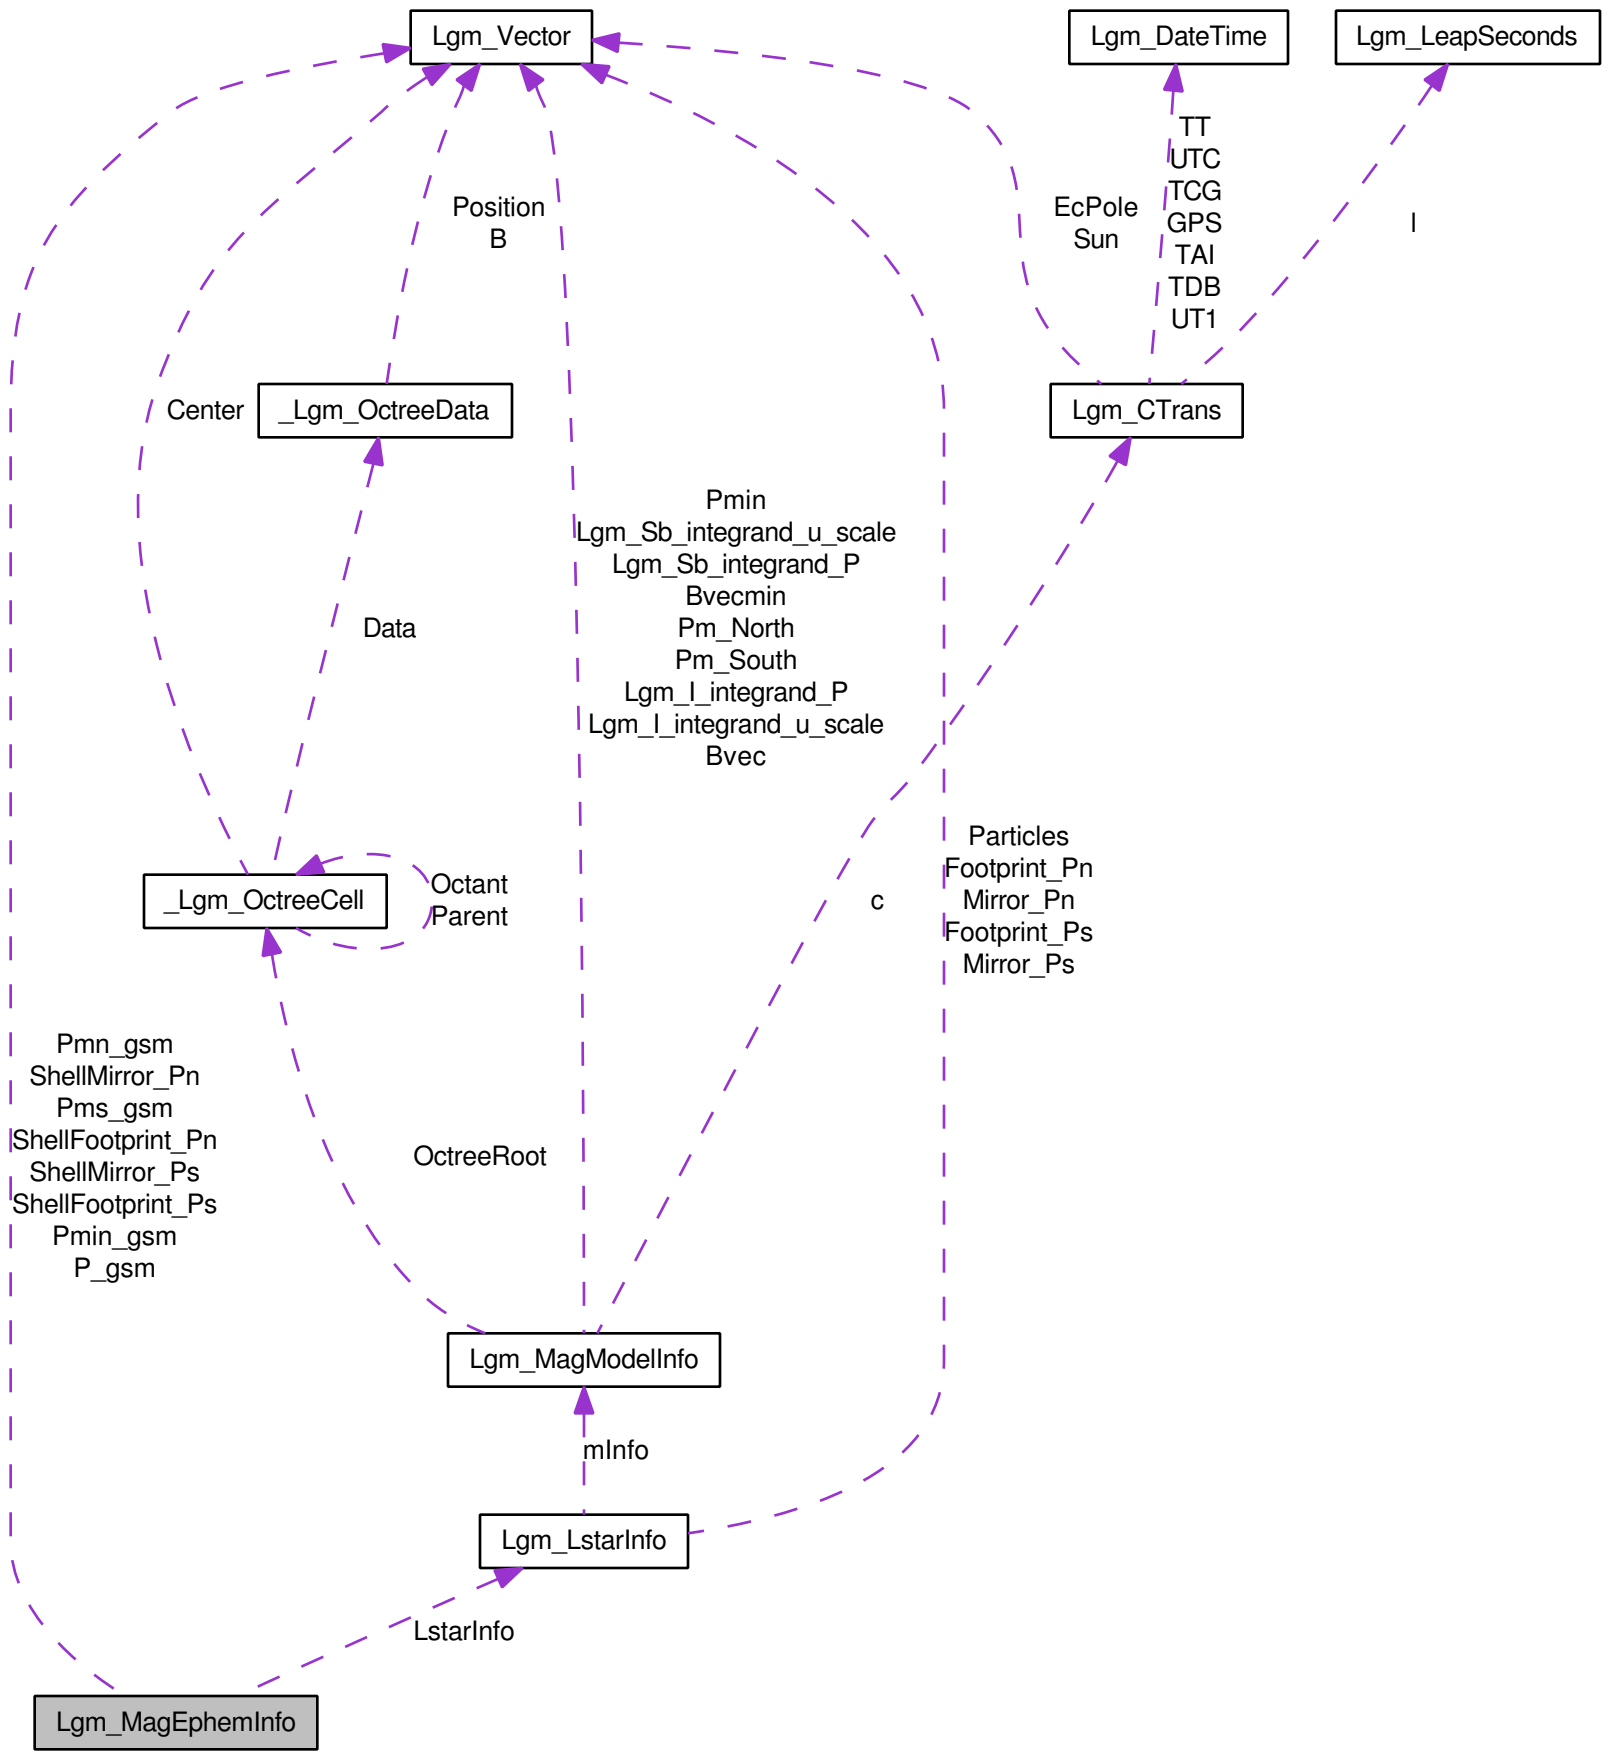 Lgm_Vector
Lgm_DateTime
Lgm_LeapSeconds
TT
UTC
TCG
GPS
TAI
TDB
UT1
Position
B
EcPole
Sun
l
Center
_Lgm_OctreeData
Lgm_CTrans
Pmin
Lgm_Sb_integrand_u_scale
Lgm_Sb_integrand_P
Bvecmin
Pm_North
Pm_South
Lgm_I_integrand_P
Lgm_I_integrand_u_scale
Bvec
Data
Particles
Footprint_Pn
Mirror_Pn
Footprint_Ps
Mirror_Ps
_Lgm_OctreeCell
Octant
Parent
c
Pmn_gsm
ShellMirror_Pn
Pms_gsm
ShellFootprint_Pn
ShellMirror_Ps
ShellFootprint_Ps
Pmin_gsm
P_gsm
OctreeRoot
Lgm_MagModelInfo
mInfo
Lgm_LstarInfo
LstarInfo
Lgm_MagEphemInfo